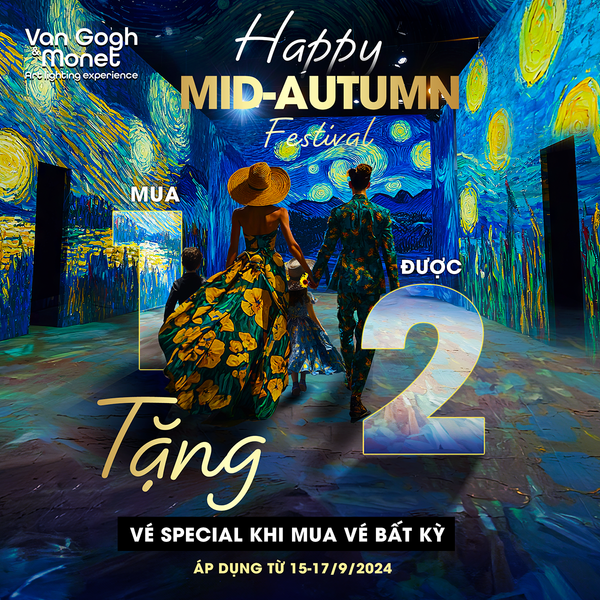 Van Gogh
& Monet
Art lighting experience
Happy
MID-AUTUMN
Festival
MUA
1
ĐƯỢC
2
Tặng
VÉ SPECIAL KHI MUA VÉ BẤT KỲ
ÁP DỤNG TỪ 15-17/9/2024